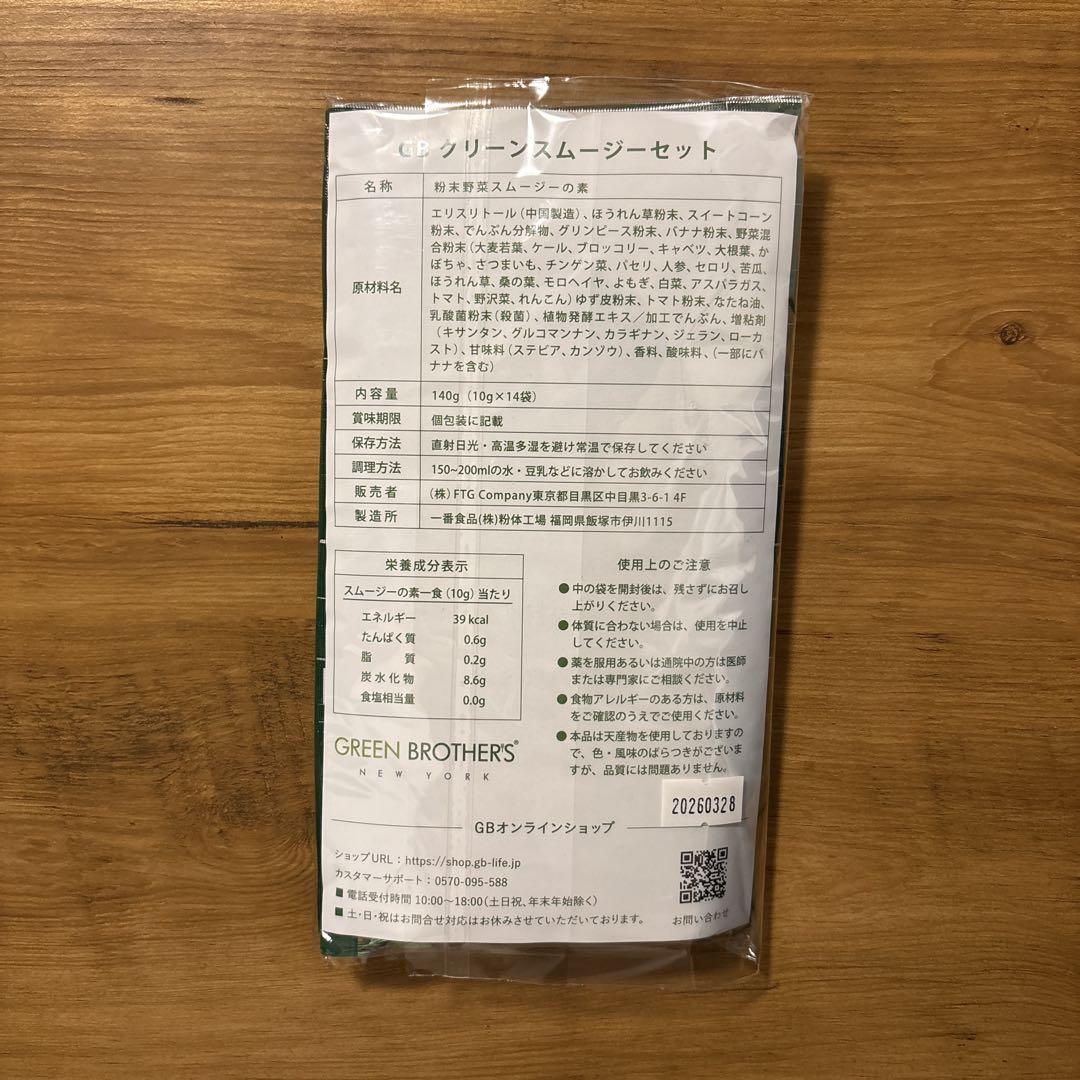 GB グリーンスムージーセット
名称 粉末野菜スムージーの素
原材料名
エリスリトール(中国製造)、ほうれん草粉末、スイートコーン
粉末、でんぷん分解物、グリンピース粉末、バナナ粉末、野菜混
合粉末(大麦若葉、ケール、ブロッコリー、キャベツ、大根葉、か
ぼちゃ、さつまいも、チンゲン菜、パセリ、人参、セロリ、苦瓜、
ほうれん草、桑の葉、モロヘイヤ、よもぎ、白菜、アスパラガス、
トマト、野沢菜、れんこん)ゆず皮粉末、トマト粉末、なたね油、
乳酸菌粉末(殺菌)、植物発酵エキス/加工でんぷん、増粘剤
(キサンタン、グルコマンナン、カラギナン、ジェラン、ローカ
スト)、甘味料(ステビア、カンゾウ)、香料、酸味料、(一部にバ
ナナを含む)
内容量 140g(10g×14袋)
賞味期限 個包装に記載
保存方法 直射日光・高温多湿を避け常温で保存してください
調理方法 150~200mlの水・豆乳などに溶かしてお飲みください
販売者 (株)FTG Company東京都目黒区中目黒3-6-1 4F
製造所 一番食品(株)粉体工場 福岡県飯塚市伊川1115
栄養成分表示
スムージーの素一食(10g)当たり
エネルギー 39 kcal
たんぱく質 0.6g
脂質 0.2g
炭水化物 8.6g
食塩相当量 0.0g
使用上のご注意
●中の袋を開封後は、残さずにお召し
上がりください。
●体質に合わない場合は、使用を中止
してください。
●薬を服用あるいは通院中の方は医師
または専門家にご相談ください。
●食物アレルギーのある方は、原材料
をご確認のうえでご使用ください。
●本品は天産物を使用しておりますの
で、色・風味のばらつきがございま
すが、品質には問題ありません。
GREEN BROTHER'S®
NEW YORK
20260328
GBオンラインショップ
ショップURL:https://shop.gb-life.jp
カスタマーサポート:0570-095-588
■電話受付時間 10:00~18:00(土日祝、年末年始除く)
■土・日・祝はお問合せ対応はお休みさせていただいております。
お問い合わせ